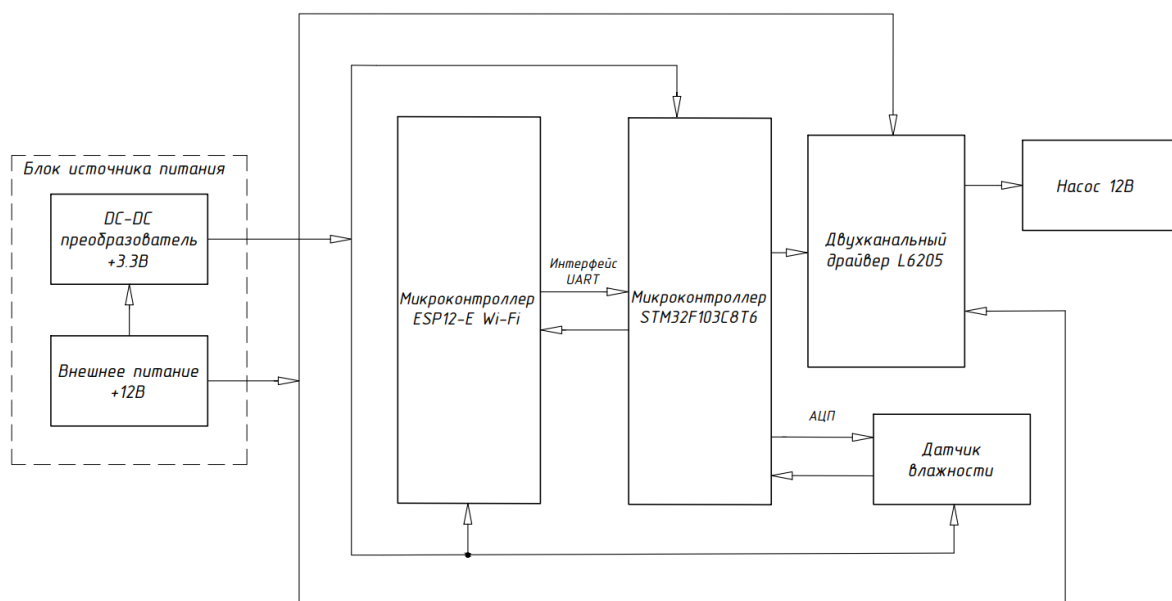 Блок источника питания
DC-DC
преобразователь
+3.3В
Внешнее питание
+12В
Микроконтроллер
ESP12-E Wi-Fi
Интерфейс
UART
Микроконтроллер
STM32F103C8T6
Двухканальный
драйвер L6205
Насос 12В
АЦП
Датчик
влажности